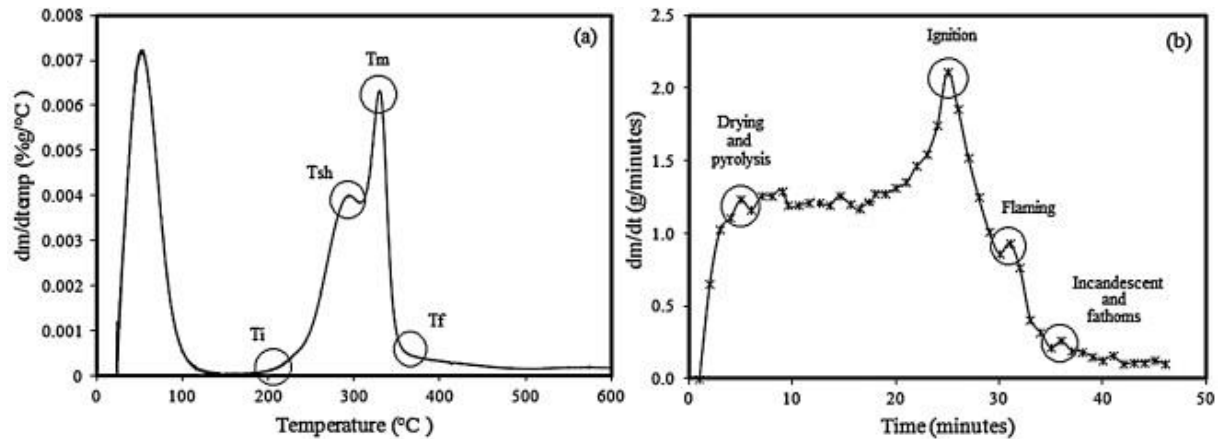 (a)
0.008
0.007
0.006
0.005
0.004
0.003
0.002
0.001
0
dm/dtemp (%g/°C)
Tm
Tsh
Ti
Tf
0 100 200 300 400 500 600
Temperature (°C )
(b)
2.5
2.0
1.5
1.0
0.5
0.0
dm/dt (g/minutes)
Ignition
Drying
and
pyrolysis
Flaming
Incandescent
and
fathoms
0 10 20 30 40 50
Time (minutes)